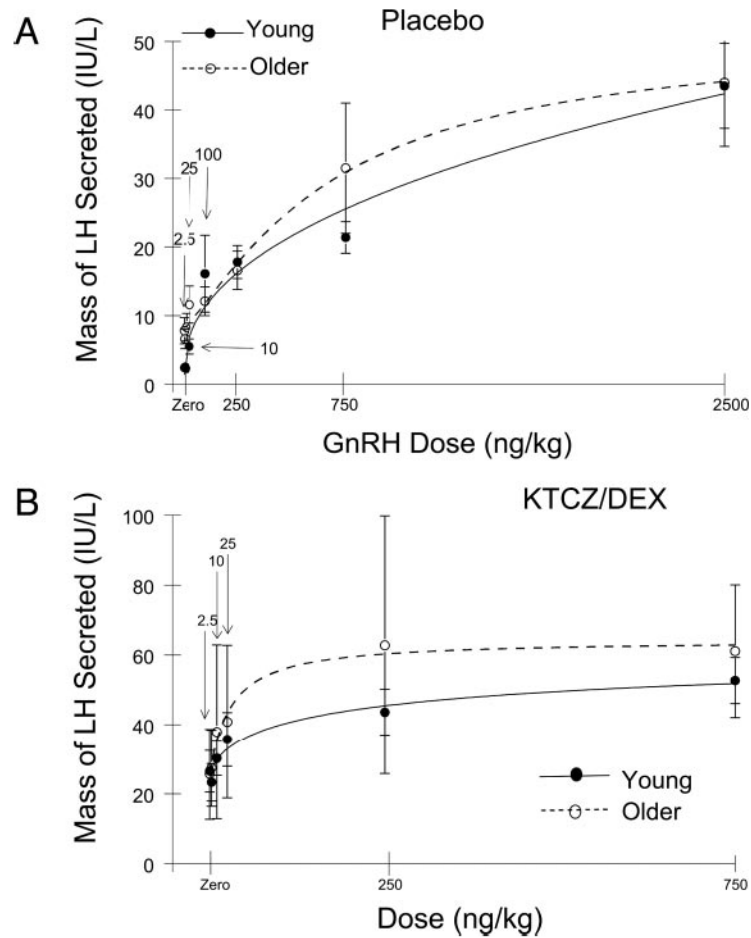 A
Young
Placebo
Older
Mass of LH Secreted (IU/L)
50
40
30
20
10
0
25
100
2.5
10
Zero
250
750
2500
GnRH Dose (ng/kg)
B
KTCZ/DEX
Mass of LH Secreted (IU/L)
100
80
60
40
20
0
25
10
2.5
Young
Older
Zero
250
750
Dose (ng/kg)